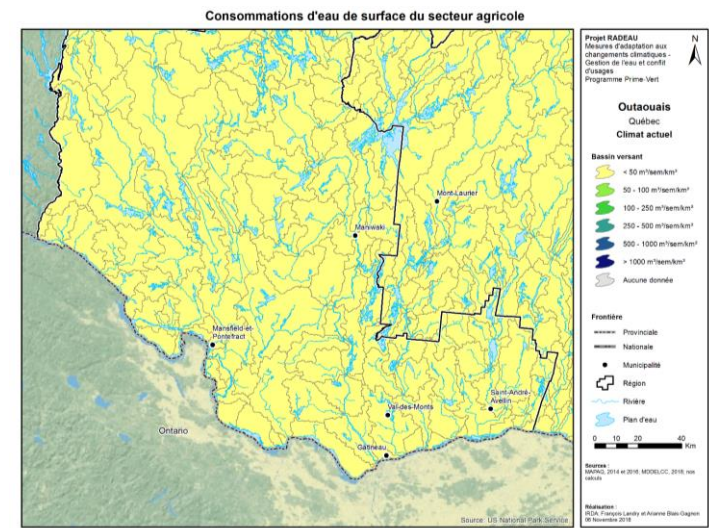 Consommations d'eau de surface du secteur agricole
Mont-Laurier
Maniwaki
Mansfield-et-
Pontefract
Saint-André-
Avellin
Val-des-Monts
Ontario
Gatineau
Source: US National Park Service
Projet RADEAU
Mesures d'adaptation aux
changements climatiques -
Gestion de l'eau et conflit
d'usages
Programme Prime-Vert
N
Outaouais
Québec
Climat actuel
Bassin versant
< 50 m³/sem/km²
50 - 100 m³/sem/km²
100 - 250 m³/sem/km²
250 - 500 m³/sem/km²
500 - 1000 m³/sem/km²
> 1000 m³/sem/km²
Aucune donnée
Frontière
Provinciale
Nationale
Municipalité
Région
Rivière
Plan d'eau
0 10 20 40
Km
Sources :
MAPAQ, 2014 et 2016; MDDELCC, 2018; nos
calculs
Réalisation :
IRDA: François Landry et Arianne Blais-Gagnon
06 Novembre 2018